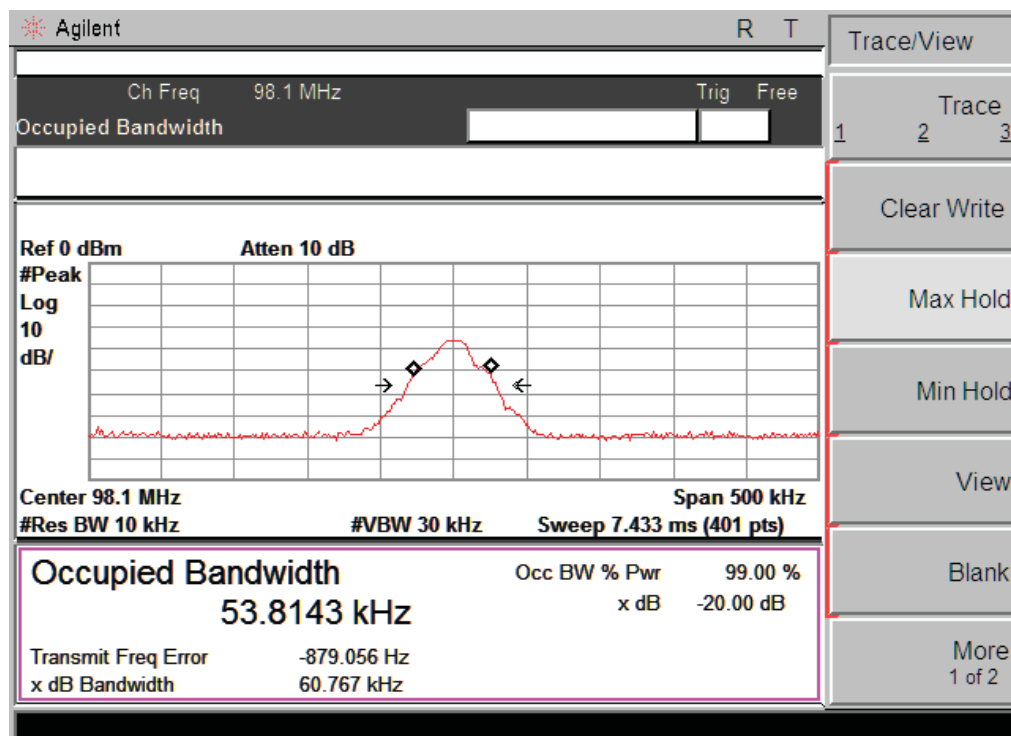 Agilent R T
Trace/View
Ch Freq 98.1 MHz Trig Free
Occupied Bandwidth
Trace
1 2 3
Clear Write
Ref 0 dBm Atten 10 dB
#Peak
Log
10
dB/
Max Hold
Min Hold
View
Center 98.1 MHz Span 500 kHz
#Res BW 10 kHz #VBW 30 kHz Sweep 7.433 ms (401 pts)
Occupied Bandwidth
53.8143 kHz
Occ BW % Pwr 99.00 %
x dB -20.00 dB
Transmit Freq Error -879.056 Hz
x dB Bandwidth 60.767 kHz
Blank
More
1 of 2